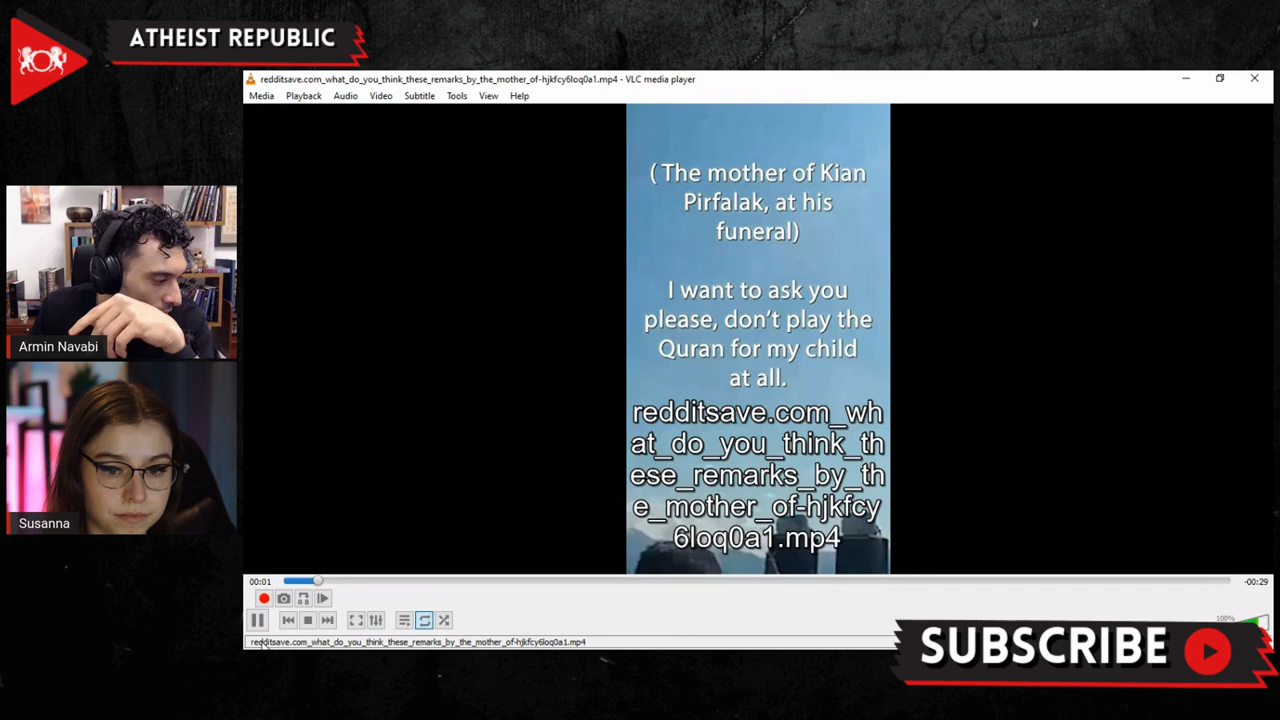 ATHEIST REPUBLIC
redditsave.com_what_do_you_think_these_remarks_by_the_mother_of-hjkfcy6loq0a1.mp4 - VLC media player
Media Playback Audio Video Subtitle Tools View Help
( The mother of Kian
Pirfalak, at his
funeral)
I want to ask you
please, don't play the
Quran for my child
at all.
redditsave.com_wh
at_do_you_think_th
ese_remarks_by_th
e_mother_of-hjkfcy
6loq0a1.mp4
Armin Navabi
Susanna
00:01
-00:29
100%
redditsave.com_what_do_you_think_these_remarks_by_the_mother_of-hjkfcy6loq0a1.mp4
SUBSCRIBE